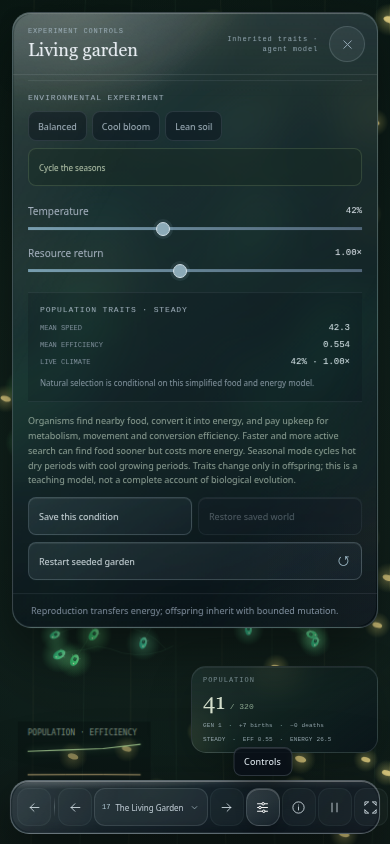 EXPERIMENT CONTROLS
Living garden
Inherited traits ·
agent model
ENVIRONMENTAL EXPERIMENT
Balanced
Cool bloom
Lean soil
Cycle the seasons
Temperature
42%
Resource return
1.00×
POPULATION TRAITS · STEADY
MEAN SPEED
42.3
MEAN EFFICIENCY
0.554
LIVE CLIMATE
42% · 1.00×
Natural selection is conditional on this simplified food and energy model.
Organisms find nearby food, convert it into energy, and pay upkeep for
metabolism, movement and conversion efficiency. Faster and more active
search can find food sooner but costs more energy. Seasonal mode cycles hot
dry periods with cool growing periods. Traits change only in offspring; this is a
teaching model, not a complete account of biological evolution.
Save this condition
Restore saved world
Restart seeded garden
Reproduction transfers energy; offspring inherit with bounded mutation.
POPULATION
41 / 320
GEN 1 · +7 births · −0 deaths
STEADY · EFF 0.55 · ENERGY 26.5
POPULATION · EFFICIENCY
Controls
17 The Living Garden